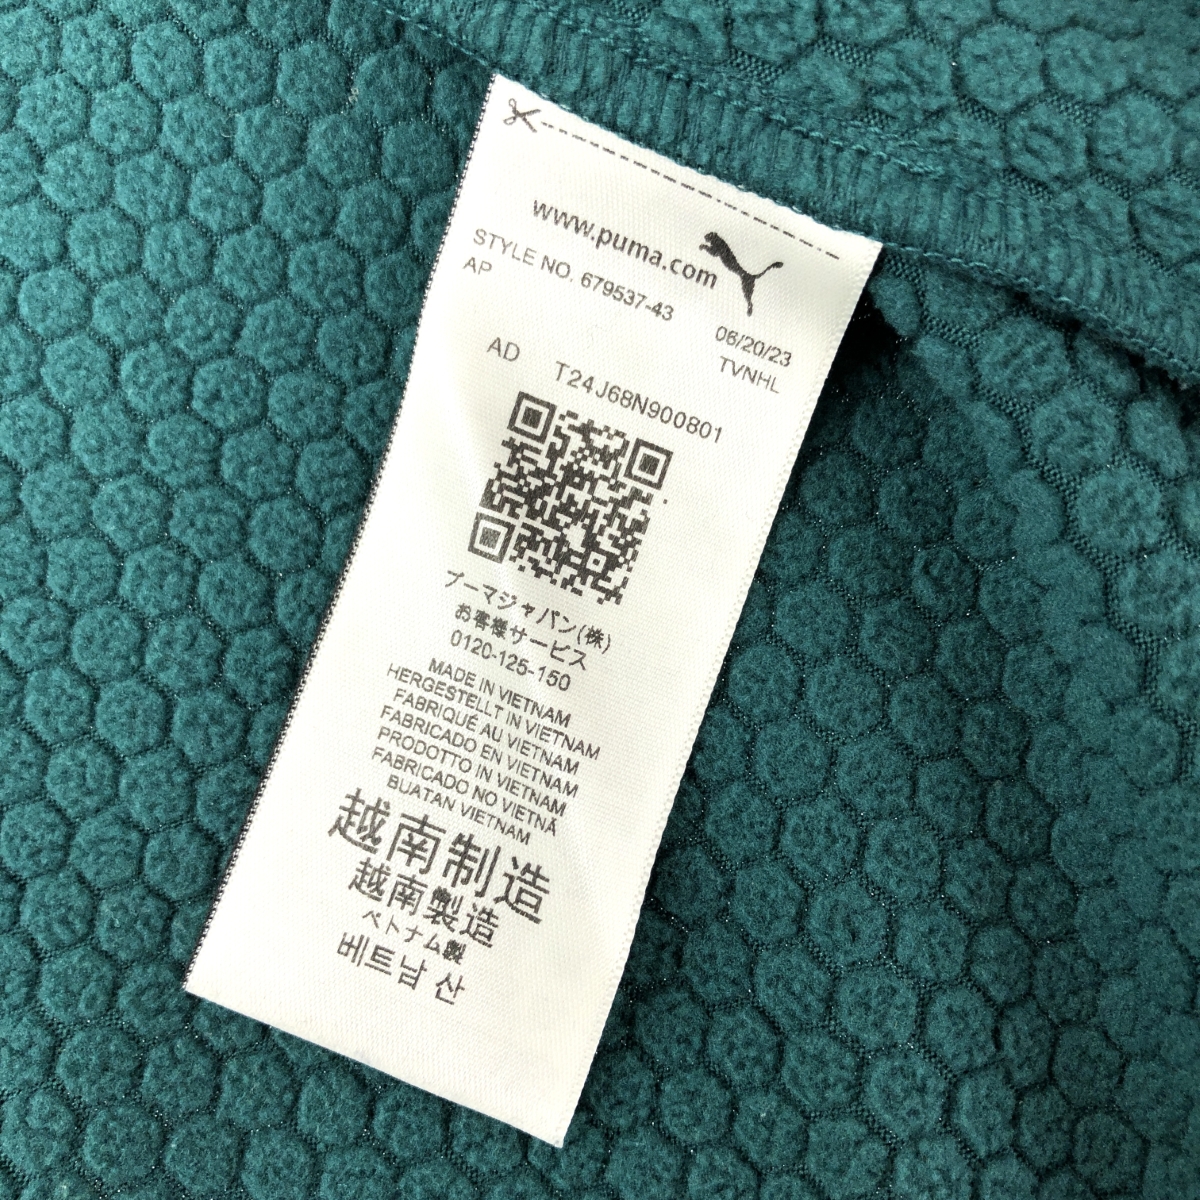 www.puma.com
STYLE NO. 679537-43
AP
06/20/23
TVNHL
AD T24J68N900801
プーマジャパン(株)
お客様サービス
0120-125-150
MADE IN VIETNAM
HERGESTELLT IN VIETNAM
FABRIQUÉ AU VIETNAM
FABRICADO EN VIETNAM
PRODOTTO IN VIETNAM
FABRICADO NO VIETNÃ
BUATAN VIETNAM
越南制造
越南製造
ベトナム製
베트남 산